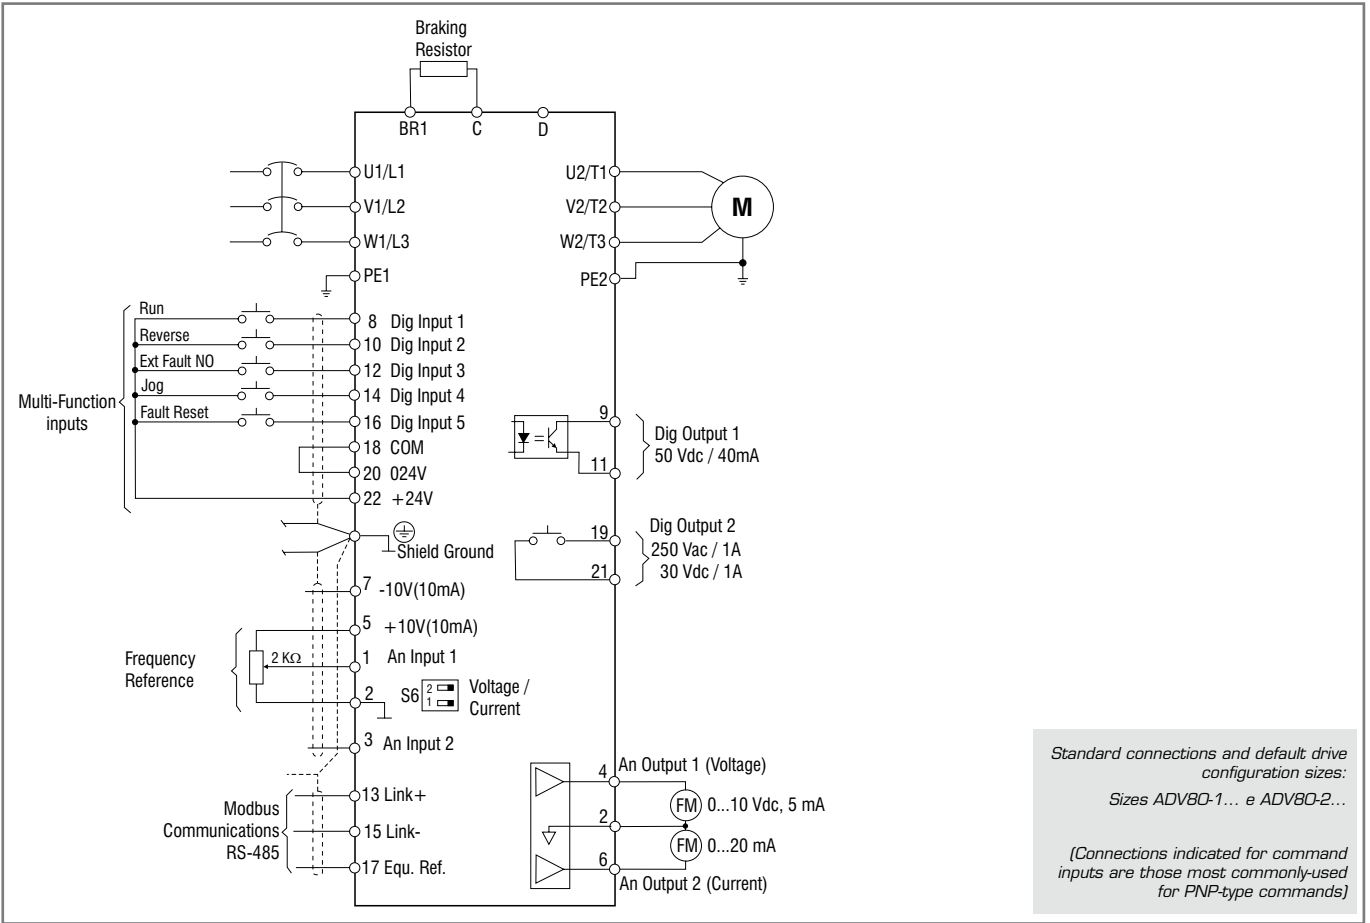 Braking
Resistor
BR1
C
D
U1/L1
V1/L2
W1/L3
PE1
U2/T1
V2/T2
W2/T3
PE2
M
Multi-Function
inputs
Run
Reverse
Ext Fault NO
Jog
Fault Reset
8 Dig Input 1
10 Dig Input 2
12 Dig Input 3
14 Dig Input 4
16 Dig Input 5
18 COM
20 024V
22 +24V
Shield Ground
7 -10V(10mA)
5 +10V(10mA)
1 An Input 1
2
3 An Input 2
Frequency
Reference
2 KΩ
S6
2
1
Voltage /
Current
Modbus
Communications
RS-485
13 Link+
15 Link-
17 Equ. Ref.
9
11
=
Dig Output 1
50 Vdc / 40mA
19
21
Dig Output 2
250 Vac / 1A
30 Vdc / 1A
4
2
6
An Output 1 (Voltage)
FM 0...10 Vdc, 5 mA
FM 0...20 mA
An Output 2 (Current)
Standard connections and default drive
configuration sizes:
Sizes ADV80-1... e ADV80-2...
(Connections indicated for command
inputs are those most commonly-used
for PNP-type commands)